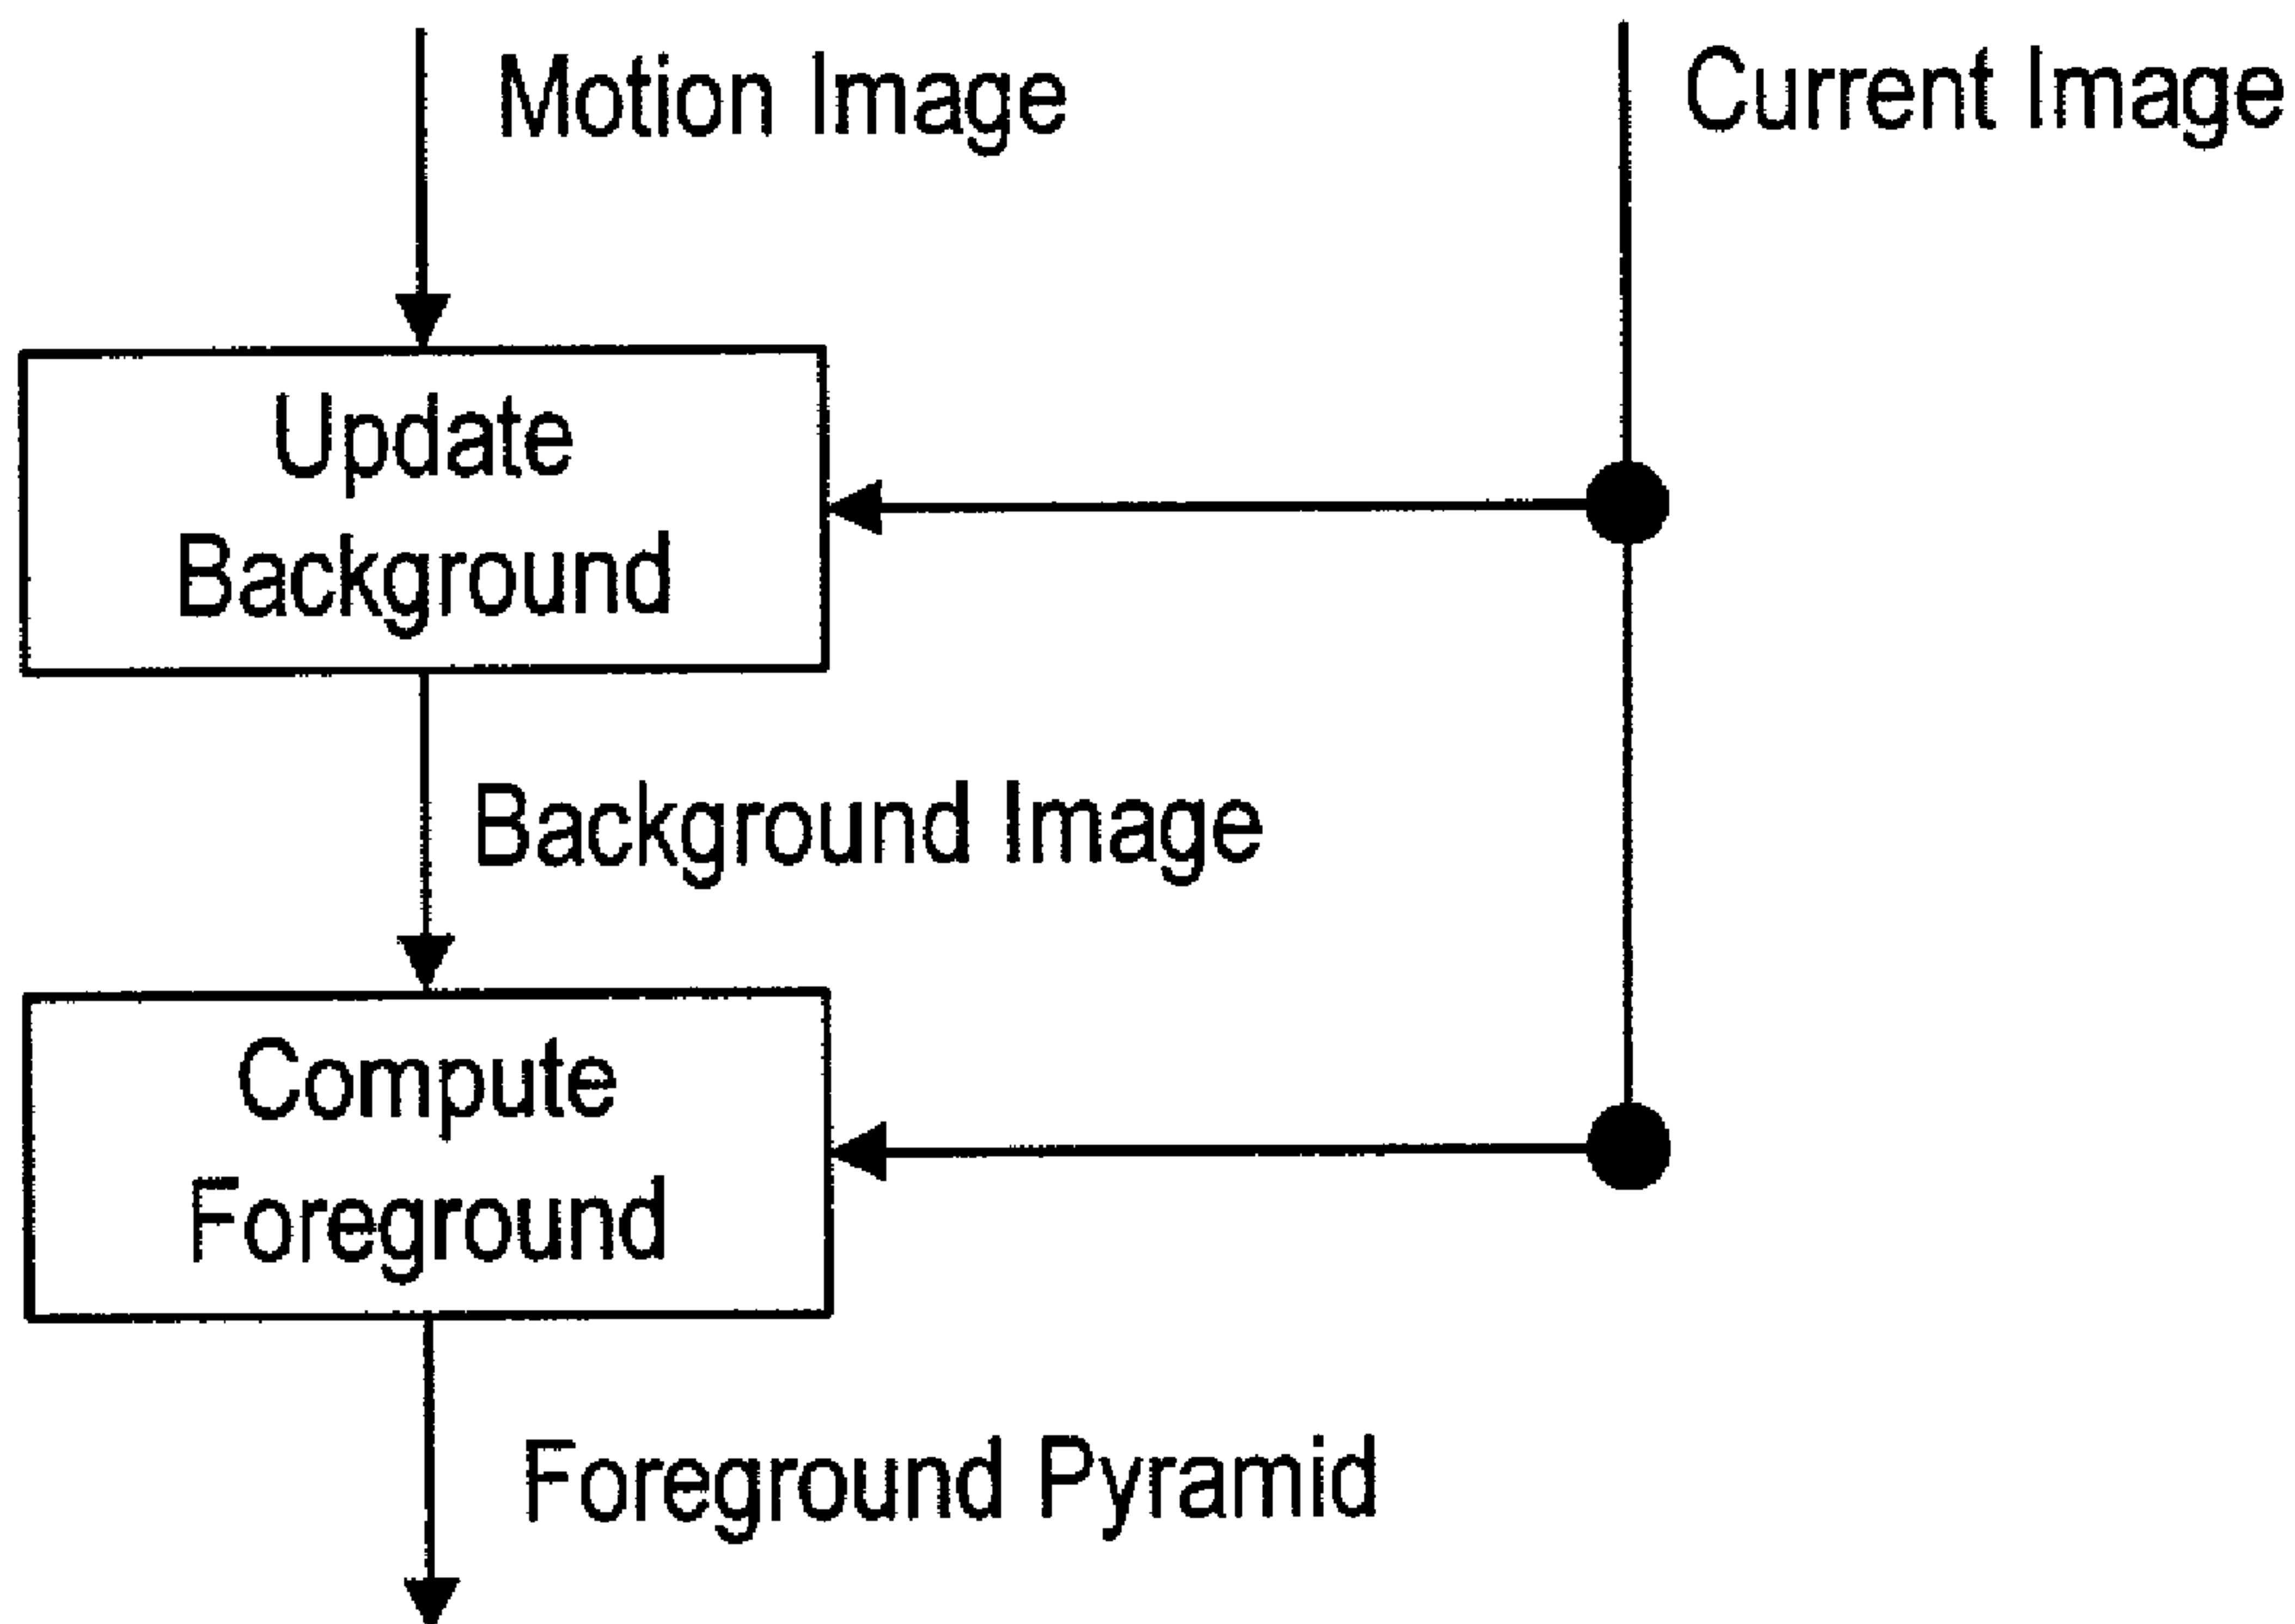 Motion Image
Current Image
Update
Background
Background Image
Compute
Foreground
Foreground Pyramid